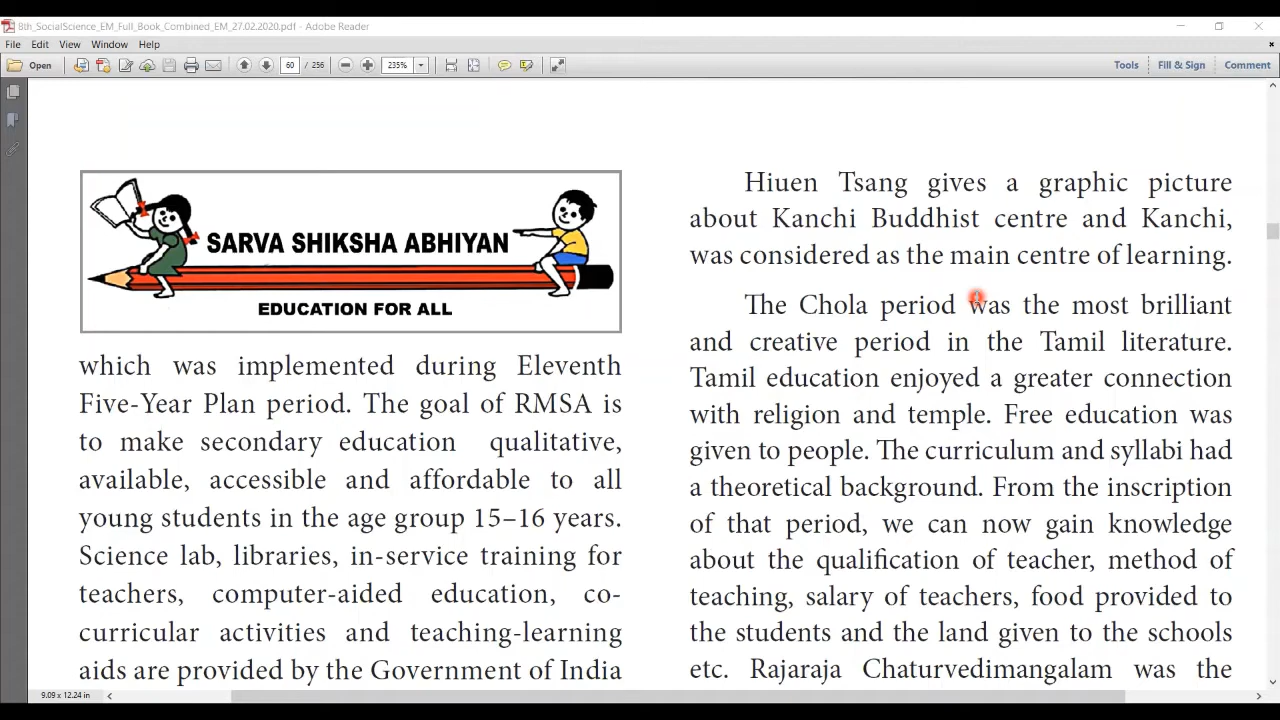 8th_SocialScience_EM_Full_Book_Combined_EM_27.02.2020.pdf - Adobe Reader
File Edit View Window Help
Open 60 / 256 235% Tools Fill & Sign Comment
SARVA SHIKSHA ABHIYAN
EDUCATION FOR ALL
which was implemented during Eleventh
Five-Year Plan period. The goal of RMSA is
to make secondary education qualitative,
available, accessible and affordable to all
young students in the age group 15–16 years.
Science lab, libraries, in-service training for
teachers, computer-aided education, co-
curricular activities and teaching-learning
aids are provided by the Government of India
Hiuen Tsang gives a graphic picture
about Kanchi Buddhist centre and Kanchi,
was considered as the main centre of learning.
The Chola period was the most brilliant
and creative period in the Tamil literature.
Tamil education enjoyed a greater connection
with religion and temple. Free education was
given to people. The curriculum and syllabi had
a theoretical background. From the inscription
of that period, we can now gain knowledge
about the qualification of teacher, method of
teaching, salary of teachers, food provided to
the students and the land given to the schools
etc. Rajaraja Chaturvedimangalam was the
9.09 x 12.24 in